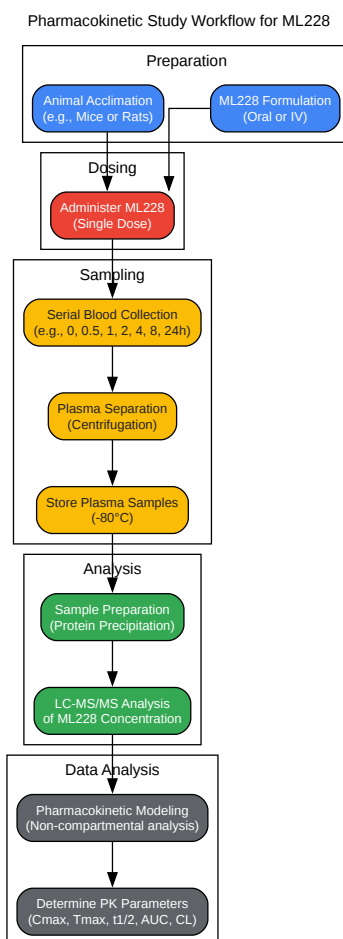 Pharmacokinetic Study Workflow for ML228
Preparation
Animal Acclimation
(e.g., Mice or Rats)
ML228 Formulation
(Oral or IV)
Dosing
Administer ML228
(Single Dose)
Sampling
Serial Blood Collection
(e.g., 0, 0.5, 1, 2, 4, 8, 24h)
Plasma Separation
(Centrifugation)
Store Plasma Samples
(-80°C)
Analysis
Sample Preparation
(Protein Precipitation)
LC-MS/MS Analysis
of ML228 Concentration
Data Analysis
Pharmacokinetic Modeling
(Non-compartmental analysis)
Determine PK Parameters
(Cmax, Tmax, t1/2, AUC, CL)